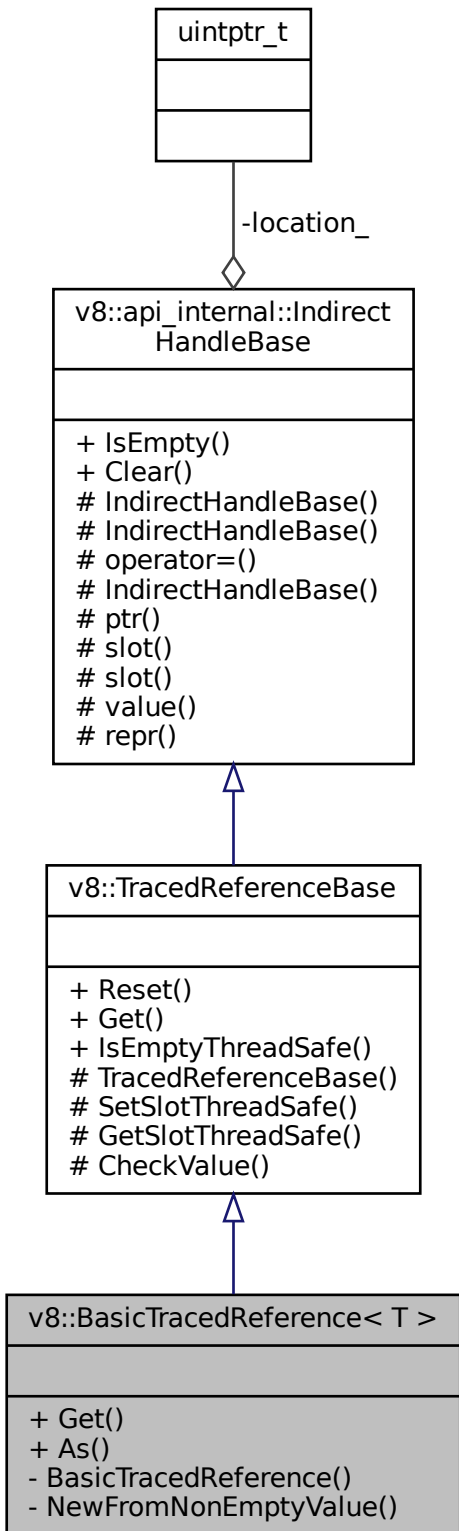 uintptr_t
-location_
v8::api_internal::Indirect
HandleBase
+ IsEmpty()
+ Clear()
# IndirectHandleBase()
# IndirectHandleBase()
# operator=()
# IndirectHandleBase()
# ptr()
# slot()
# slot()
# value()
# repr()
v8::TracedReferenceBase
+ Reset()
+ Get()
+ IsEmptyThreadSafe()
# TracedReferenceBase()
# SetSlotThreadSafe()
# GetSlotThreadSafe()
# CheckValue()
v8::BasicTracedReference< T >
+ Get()
+ As()
- BasicTracedReference()
- NewFromNonEmptyValue()